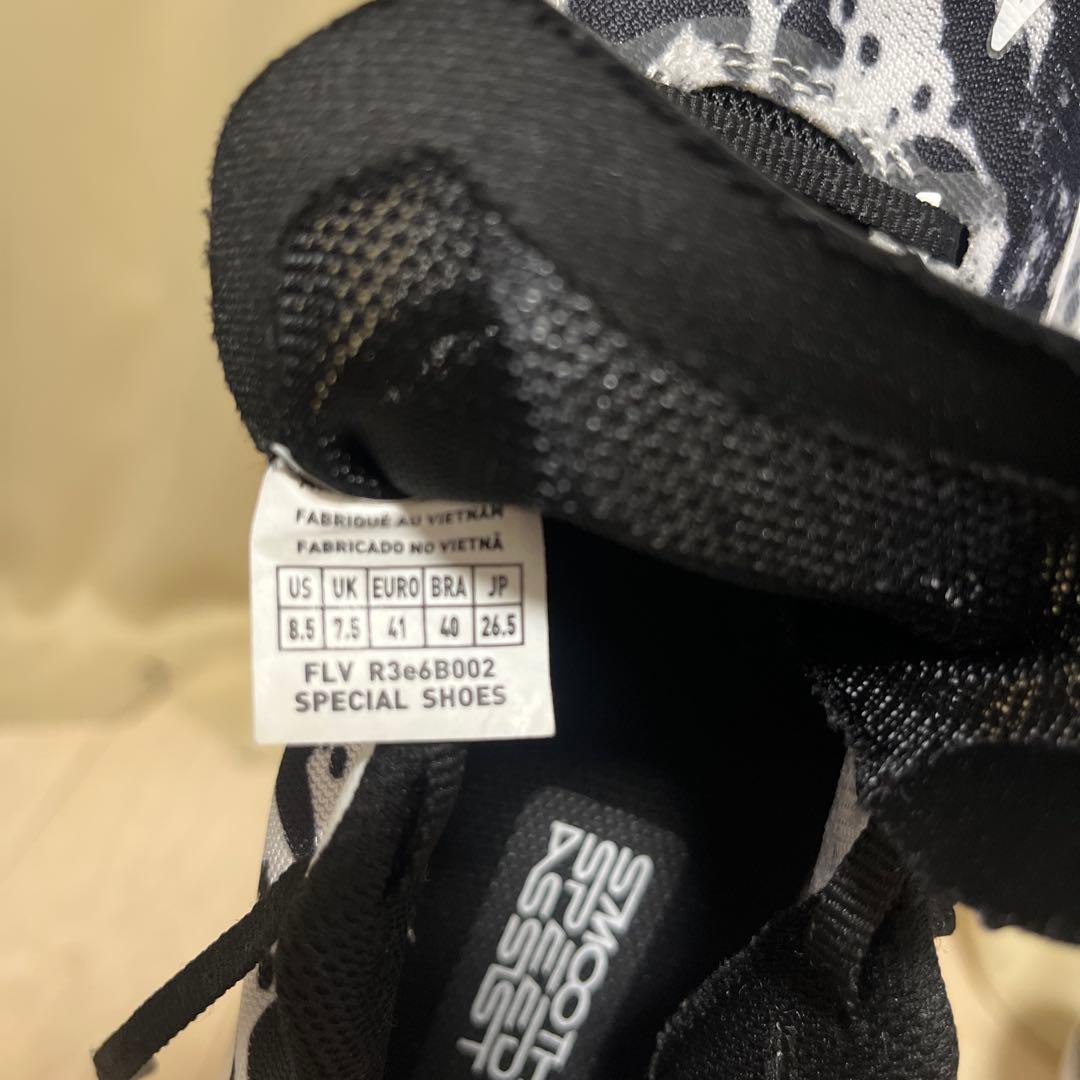 FABRIQUÉ AU VIETNAM
FABRICADO NO VIETNÃ
US UK EURO BRA JP
8.5 7.5 41 40 26.5
FLV R3e6B002
SPECIAL SHOES
SMOOTH
SPEED
ASSIST